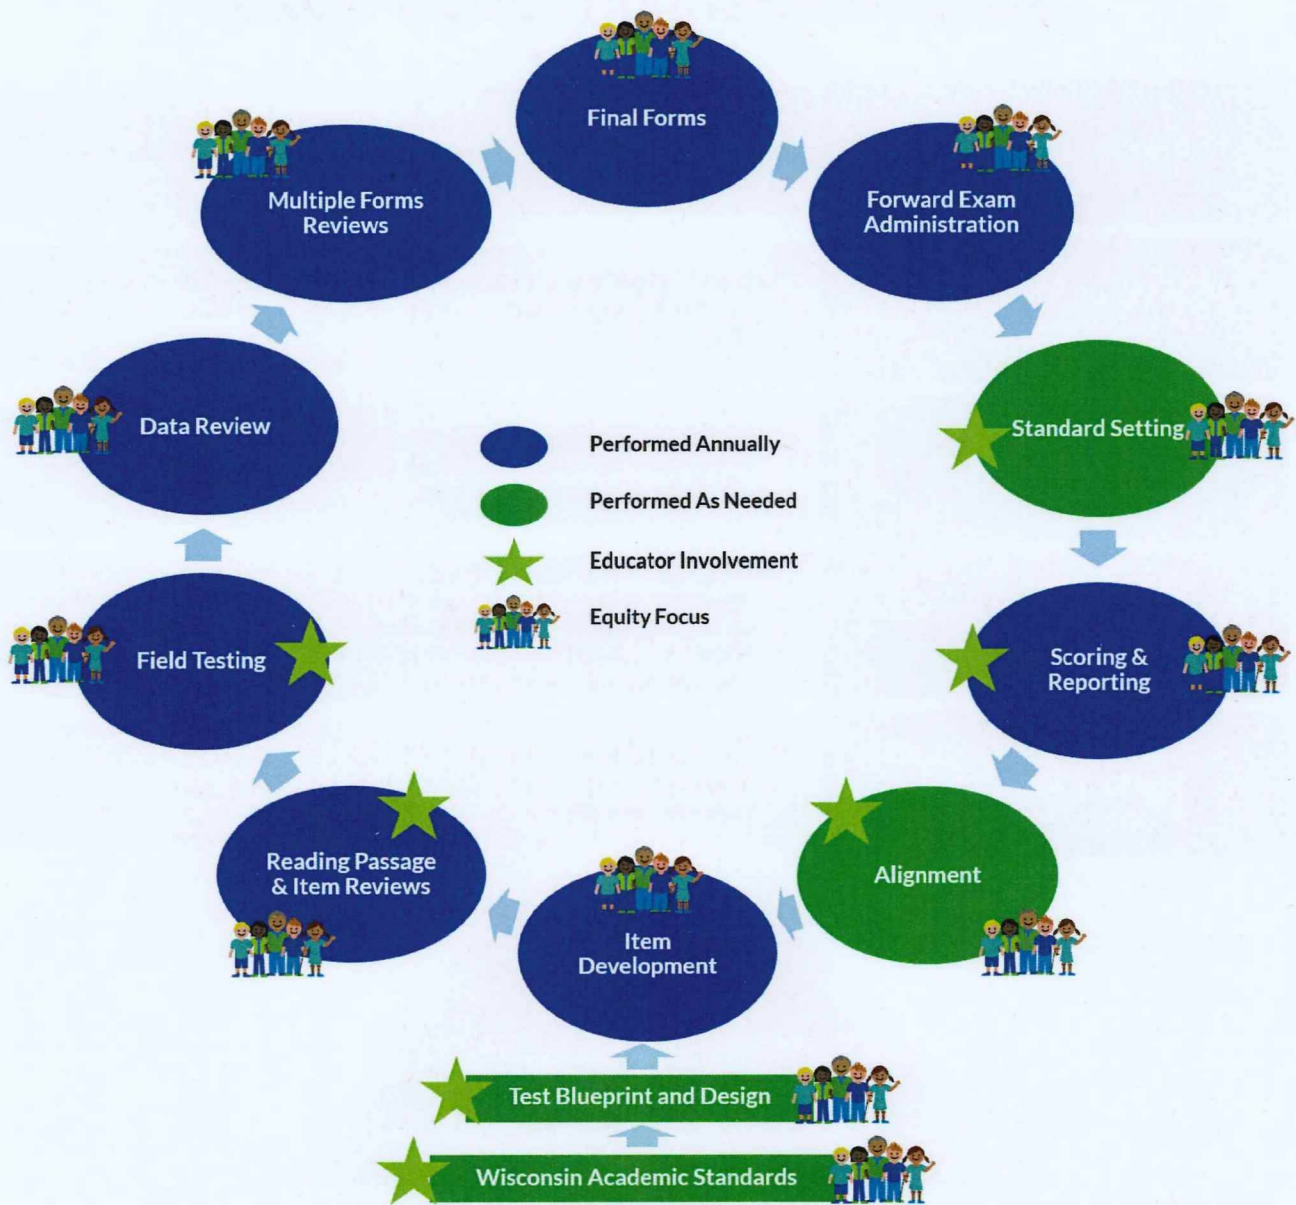 Final Forms
Multiple Forms
Reviews
Forward Exam
Administration
Data Review
Performed Annually
Standard Setting
Performed As Needed
Educator Involvement
Equity Focus
Field Testing
Scoring &
Reporting
Reading Passage
& Item Reviews
Alignment
Item
Development
Test Blueprint and Design
Wisconsin Academic Standards